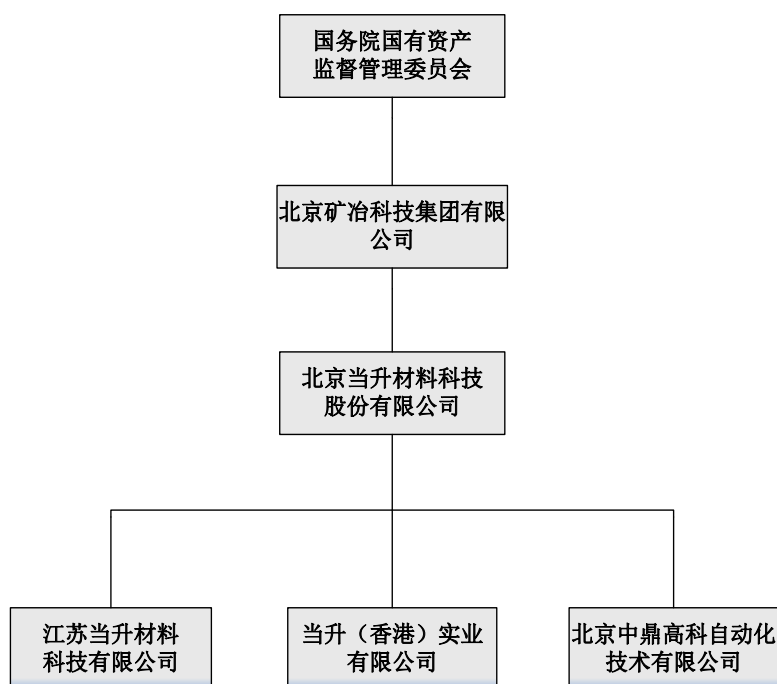 国务院国有资产
监督管理委员会
北京矿冶科技集团有限
公司
北京当升材料科技
股份有限公司
江苏当升材料
科技有限公司
当升（香港）实业
有限公司
北京中鼎高科自动化
技术有限公司